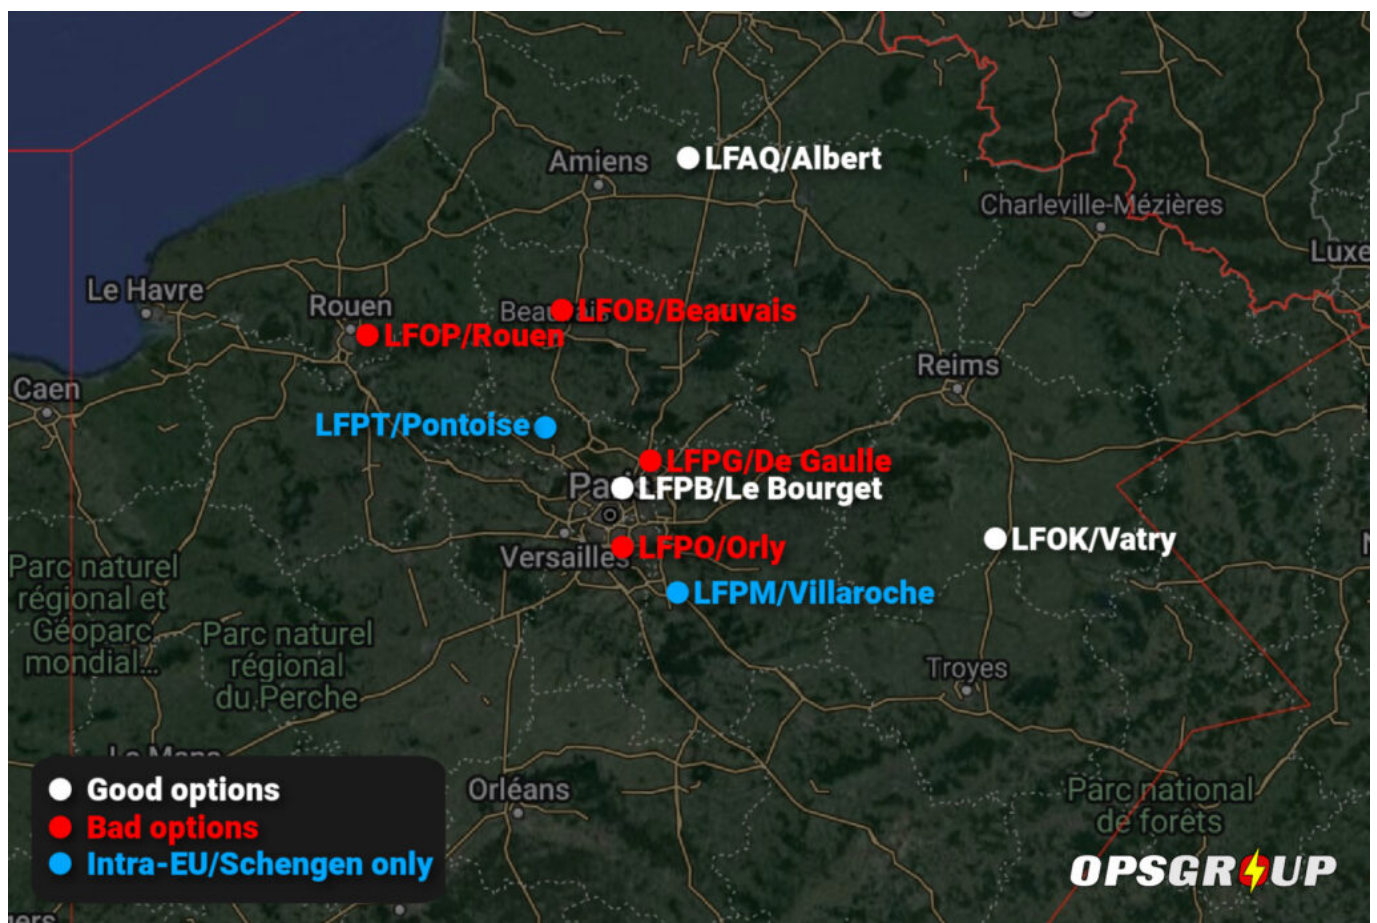 Amiens
LFAQ/Albert
Charleville-Mézières
Luxe
Le Havre
Rouen
LFOP/Rouen
LFOB/Beauvais
Reims
Caen
LFPT/Pontoise
LFPG/De Gaulle
LFPB/Le Bourget
LFPO/Orly
Versailles
LFOK/Vatry
LFPM/Villaroche
Parc naturel
régional et
Géoparc
mondial...
Parc naturel
régional
du Perche
Troyes
Le Mans
Orléans
Parc national
de forêts
Good options
Bad options
Intra-EU/Schengen only
OPSGROUP